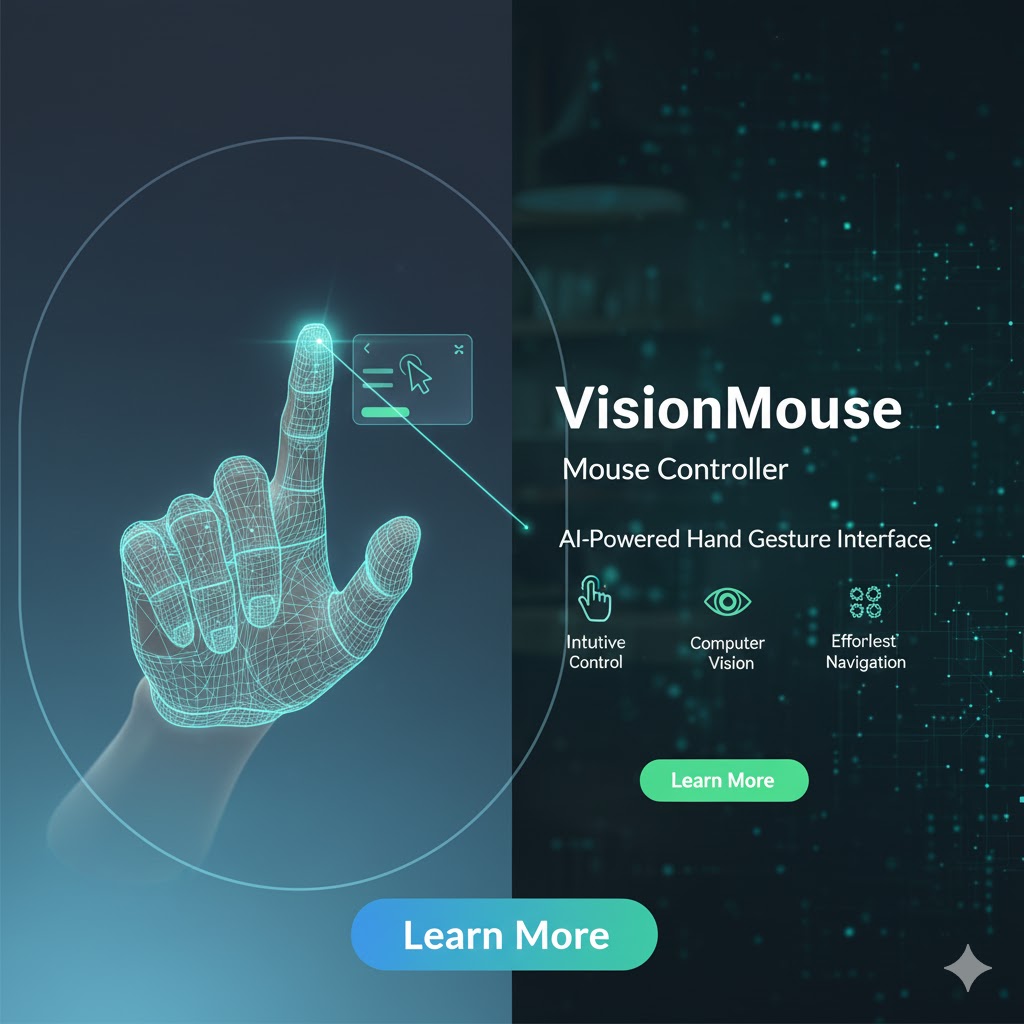 VisionMouse
Mouse Controller
AI-Powered Hand Gesture Interface
Intutive
Control
Computer
Vision
Efforlest
Navigation
Learn More
Learn More